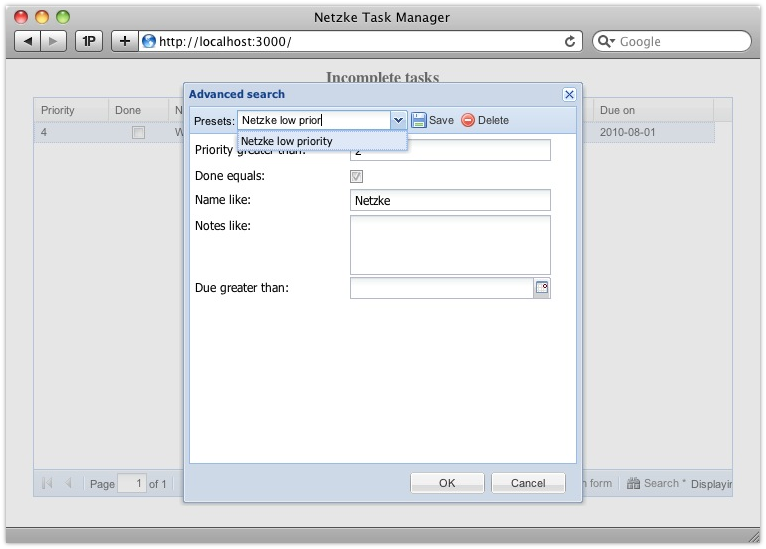 Netzke Task Manager
1P
http://localhost:3000/
Google
Incomplete tasks
Advanced search
Priority Done N Due on
Presets: Netzke low prior Save Delete
4 W 2010-08-01
Netzke low priority
Priority greater than: 2
Done equals:
Name like: Netzke
Notes like:
Due greater than:
Page 1 of 1 form Search * Displayin
OK Cancel